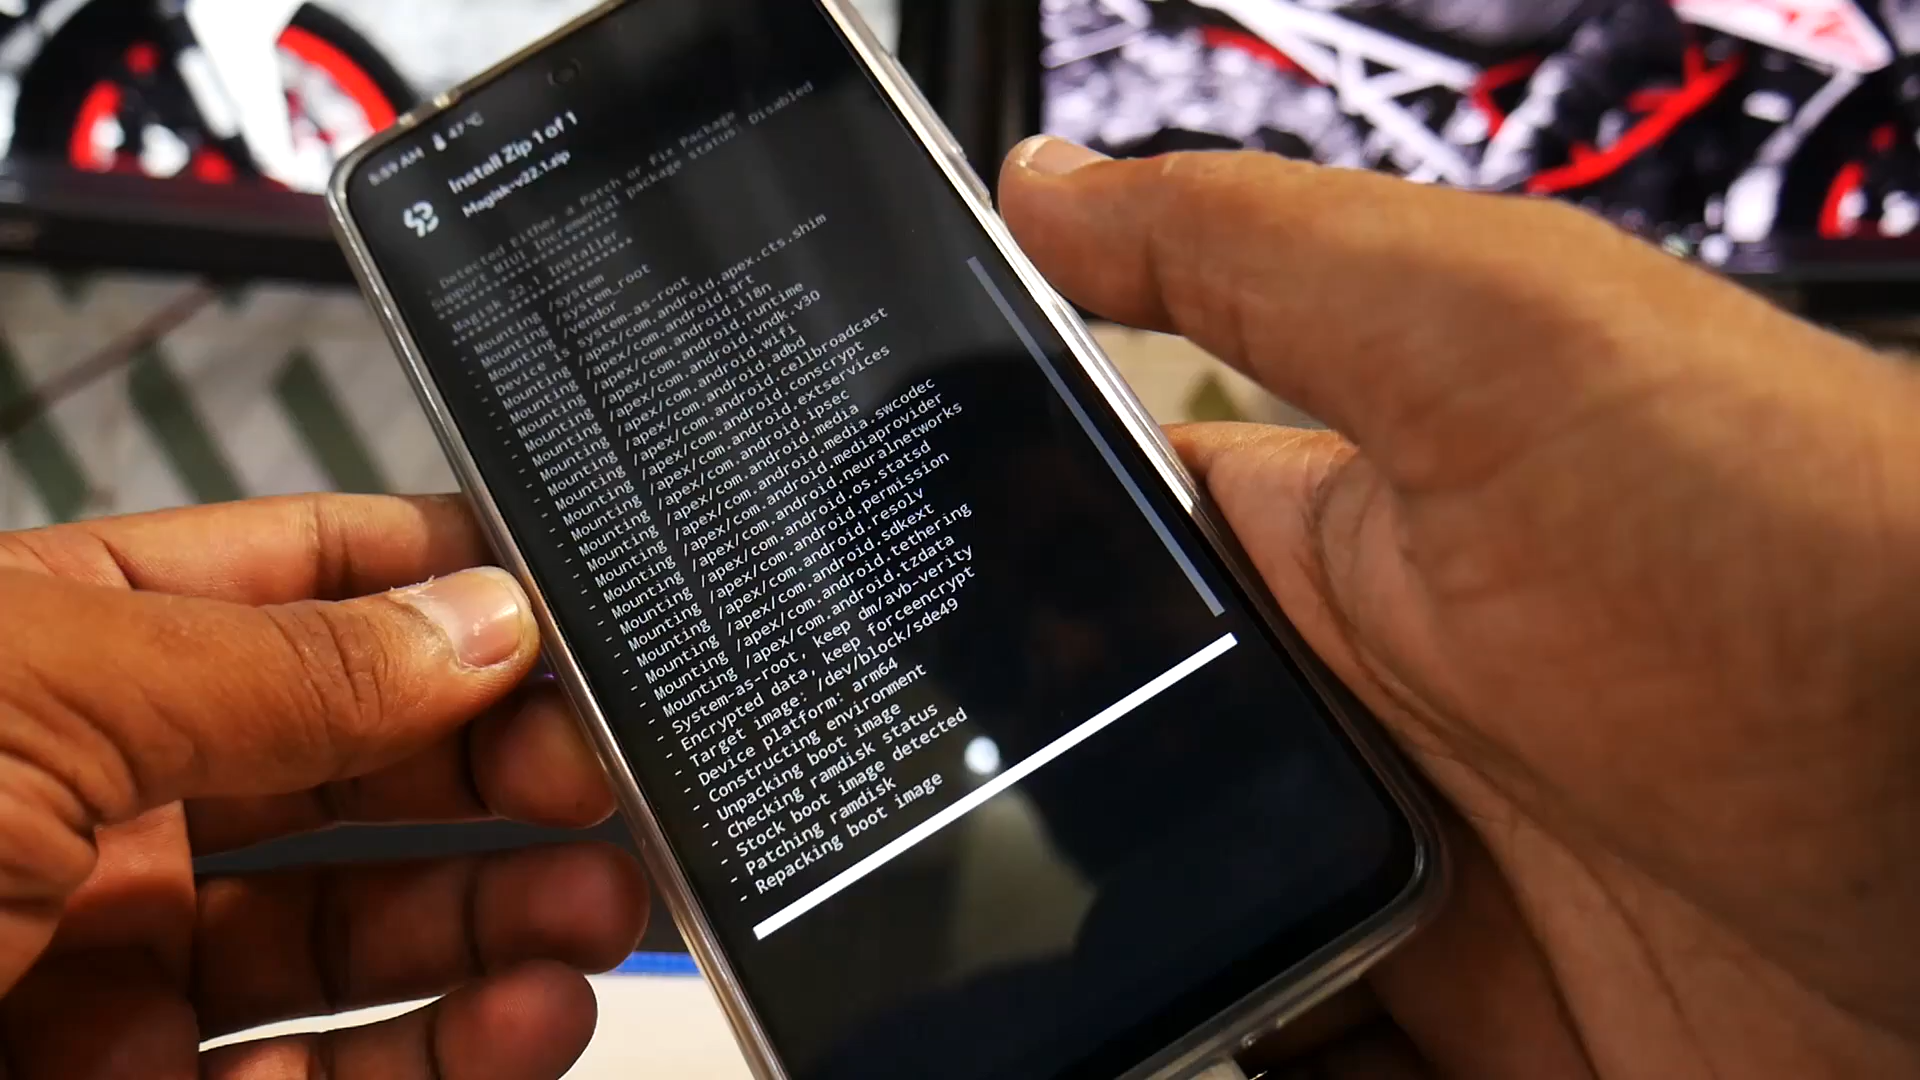 5:59 AM 47°C
Install Zip 1 of 1
Magisk-v22.1.zip
Detected Either a Patch or Fix Package
Support MIUI Incremental package status: Disabled
***********************
Magisk 22.1 Installer
***********************
- Mounting /system
- Mounting /system_root
- Mounting /vendor
- Device is system-as-root
- Mounting /apex/com.android.apex.cts.shim
- Mounting /apex/com.android.art
- Mounting /apex/com.android.i18n
- Mounting /apex/com.android.runtime
- Mounting /apex/com.android.vndk.v30
- Mounting /apex/com.android.wifi
- Mounting /apex/com.android.adbd
- Mounting /apex/com.android.cellbroadcast
- Mounting /apex/com.android.conscrypt
- Mounting /apex/com.android.extservices
- Mounting /apex/com.android.ipsec
- Mounting /apex/com.android.media
- Mounting /apex/com.android.media.swcodec
- Mounting /apex/com.android.mediaprovider
- Mounting /apex/com.android.neuralnetworks
- Mounting /apex/com.android.os.statsd
- Mounting /apex/com.android.permission
- Mounting /apex/com.android.resolv
- Mounting /apex/com.android.sdkext
- Mounting /apex/com.android.tethering
- Mounting /apex/com.android.tzdata
- System-as-root, keep dm/avb-verity
- Encrypted data, keep forceencrypt
- Target image: /dev/block/sde49
- Device platform: arm64
- Constructing environment
- Unpacking boot image
- Checking ramdisk status
- Stock boot image detected
- Patching ramdisk
- Repacking boot image